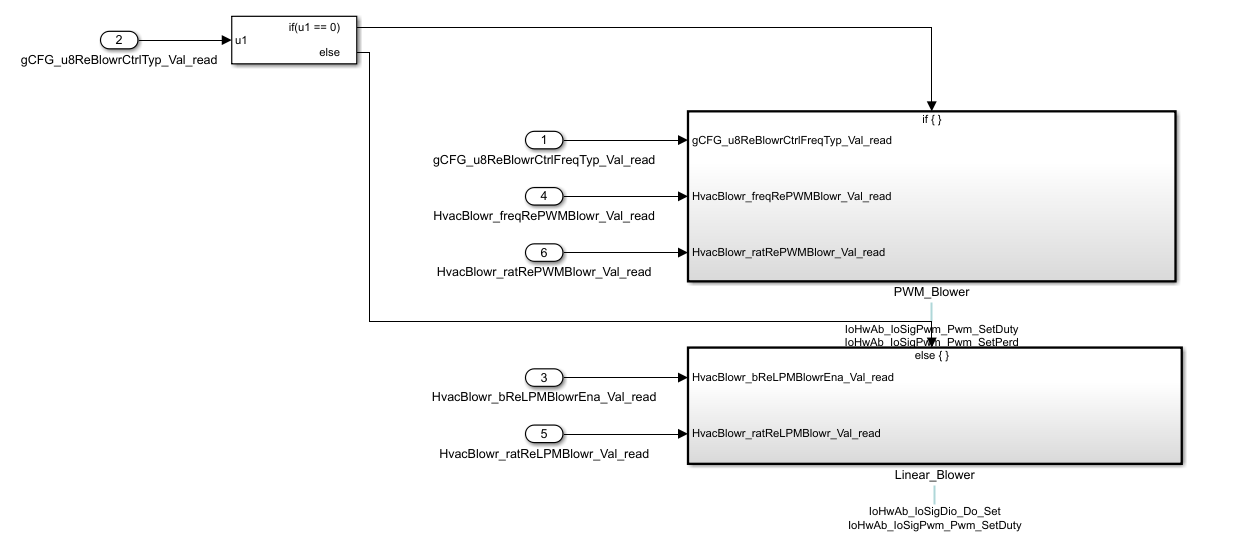 2
gCFG_u8ReBlowrCtrlTyp_Val_read
u1
if(u1 == 0)
else
if { }
1
gCFG_u8ReBlowrCtrlFreqTyp_Val_read
gCFG_u8ReBlowrCtrlFreqTyp_Val_read
4
HvacBlowr_freqRePWMBlowr_Val_read
HvacBlowr_freqRePWMBlowr_Val_read
6
HvacBlowr_ratRePWMBlowr_Val_read
HvacBlowr_ratRePWMBlowr_Val_read
PWM_Blower
IoHwAb_IoSigPwm_Pwm_SetDuty
IoHwAb_IoSigPwm_Pwm_SetPerd
else { }
3
HvacBlowr_bReLPMBlowrEna_Val_read
HvacBlowr_bReLPMBlowrEna_Val_read
5
HvacBlowr_ratReLPMBlowr_Val_read
HvacBlowr_ratReLPMBlowr_Val_read
Linear_Blower
IoHwAb_IoSigDio_Do_Set
IoHwAb_IoSigPwm_Pwm_SetDuty